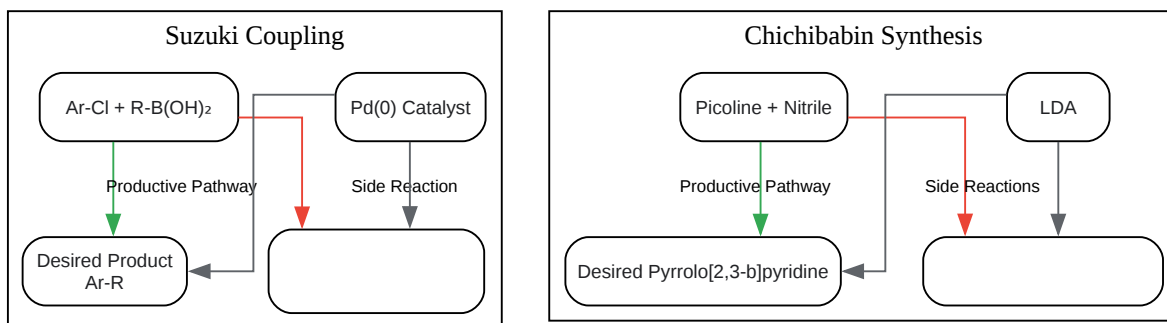 Suzuki Coupling
Ar-Cl + R-B(OH)₂
Pd(0) Catalyst
Productive Pathway
Side Reaction
Desired Product
Ar-R
Chichibabin Synthesis
Picoline + Nitrile
LDA
Productive Pathway
Side Reactions
Desired Pyrrolo[2,3-b]pyridine